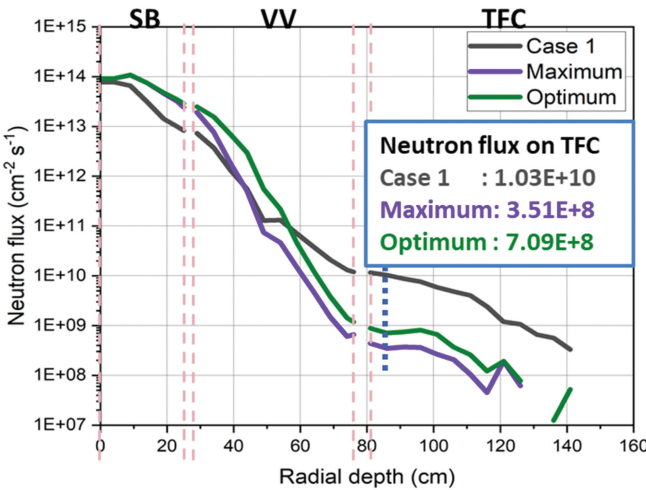 SB VV TFC
1E+15
1E+14
1E+13
1E+12
1E+11
1E+10
1E+09
1E+08
1E+07
Neutron flux (cm⁻² s⁻¹)
Case 1
Maximum
Optimum
Neutron flux on TFC
Case 1 : 1.03E+10
Maximum: 3.51E+8
Optimum : 7.09E+8
0 20 40 60 80 100 120 140 160
Radial depth (cm)